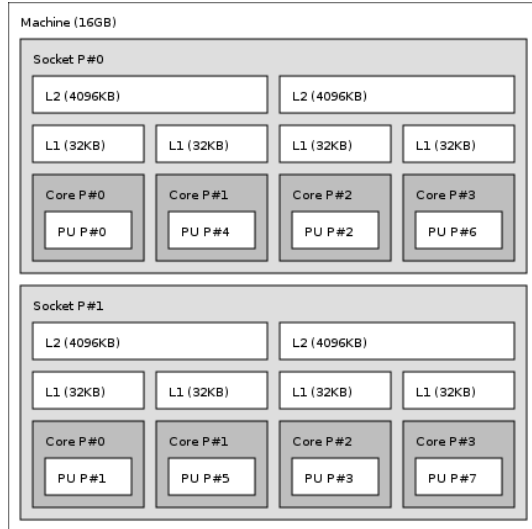 Machine (16GB)
Socket P#0
L2 (4096KB) L2 (4096KB)
L1 (32KB) L1 (32KB) L1 (32KB) L1 (32KB)
Core P#0 Core P#1 Core P#2 Core P#3
PU P#0 PU P#4 PU P#2 PU P#6
Socket P#1
L2 (4096KB) L2 (4096KB)
L1 (32KB) L1 (32KB) L1 (32KB) L1 (32KB)
Core P#0 Core P#1 Core P#2 Core P#3
PU P#1 PU P#5 PU P#3 PU P#7